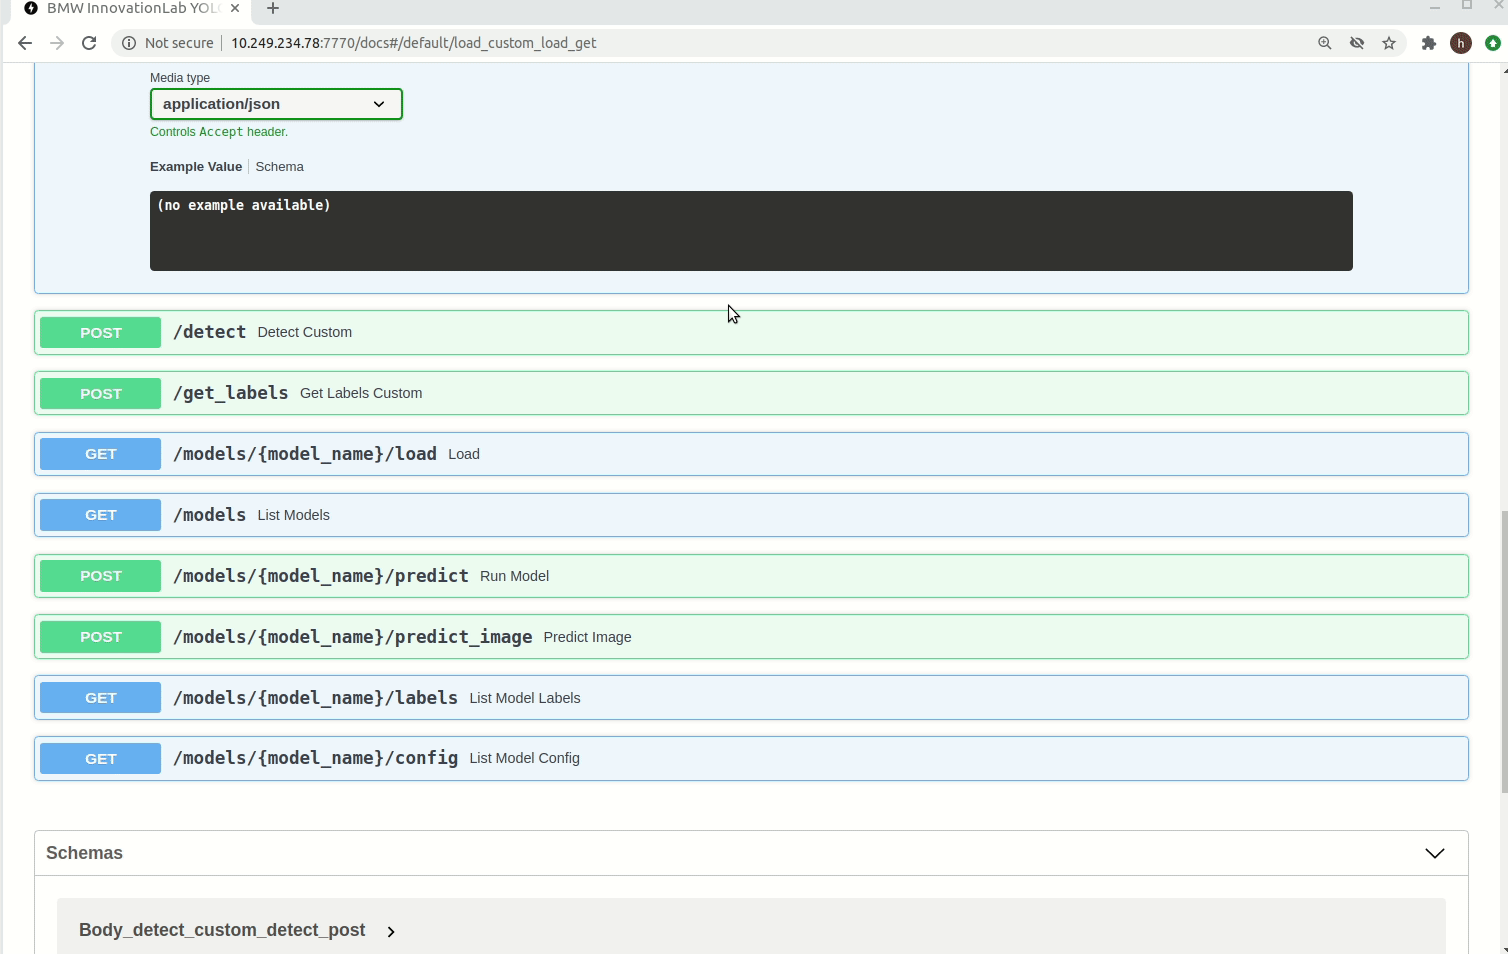 BMW InnovationLab YOL
Not secure
10.249.234.78:7770/docs#/default/load_custom_load_get
h
Media type
application/json
Controls Accept header.
Example Value
Schema
(no example available)
POST /detect Detect Custom
POST /get_labels Get Labels Custom
GET /models/{model_name}/load Load
GET /models List Models
POST /models/{model_name}/predict Run Model
POST /models/{model_name}/predict_image Predict Image
GET /models/{model_name}/labels List Model Labels
GET /models/{model_name}/config List Model Config
Schemas
Body_detect_custom_detect_post